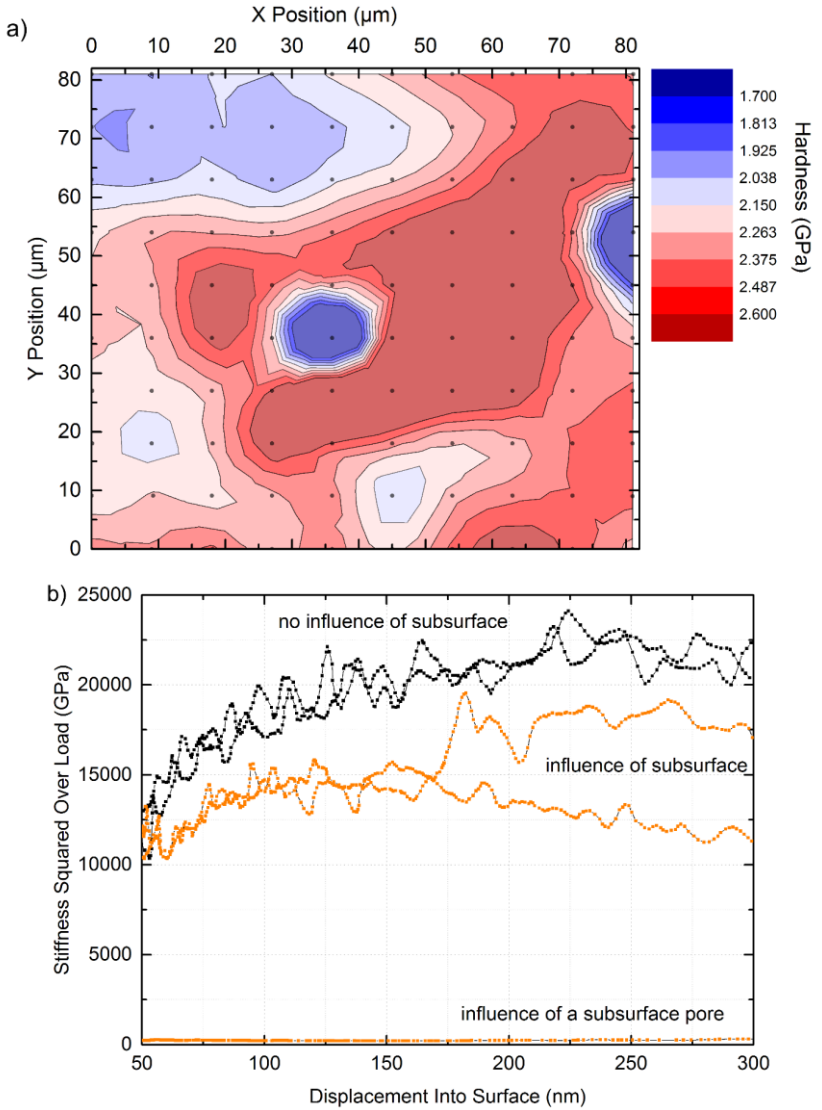 a)
X Position (µm)
0 10 20 30 40 50 60 70 80
Y Position (µm)
80
70
60
50
40
30
20
10
0
1.700
1.813
1.925
2.038
2.150
2.263
2.375
2.487
2.600
Hardness (GPa)
b)
Stiffness Squared Over Load (GPa)
25000
20000
15000
10000
5000
0
no influence of subsurface
influence of subsurface
influence of a subsurface pore
50 100 150 200 250 300
Displacement Into Surface (nm)